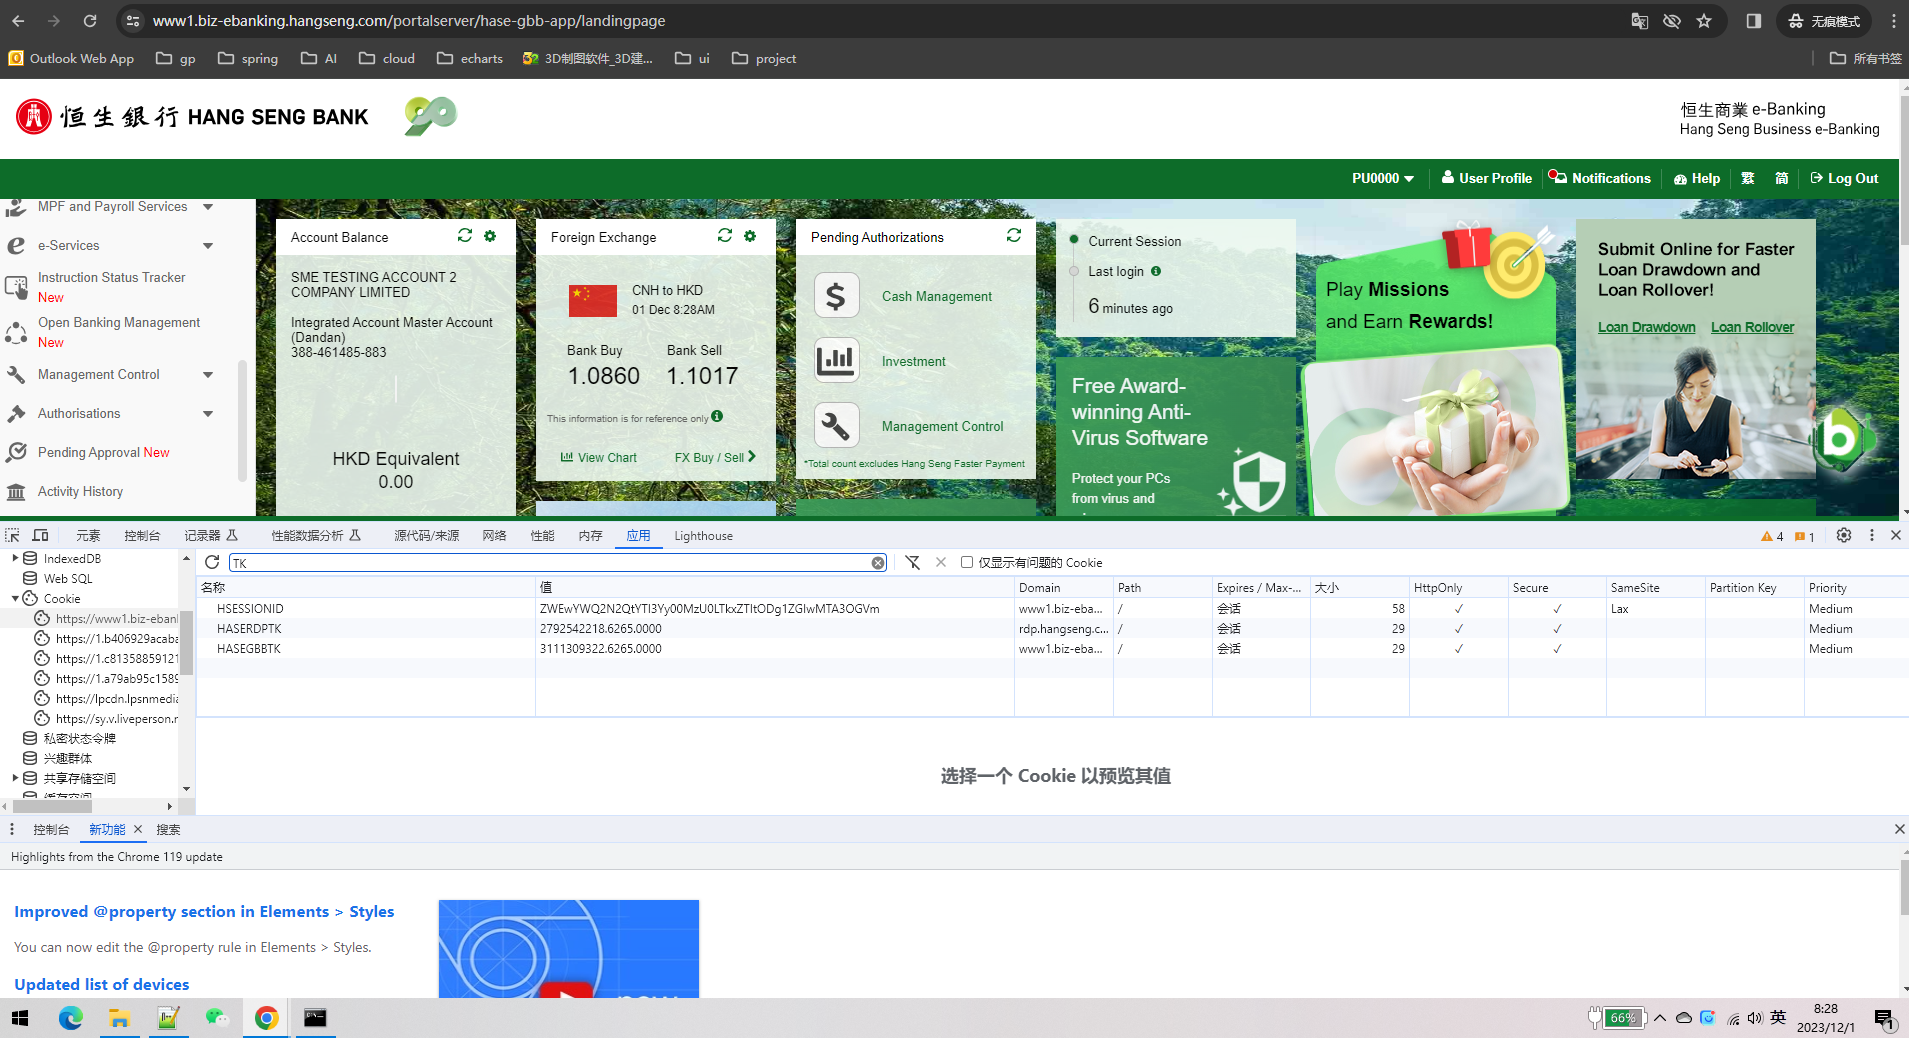 www1.biz-ebanking.hangseng.com/portalserver/hase-gbb-app/landingpage
无痕模式
Outlook Web App
gp
spring
AI
cloud
echarts
3D制图软件_3D建...
ui
project
所有书签
恒生銀行 HANG SENG BANK
90
恒生商業 e-Banking
Hang Seng Business e-Banking
PU0000
User Profile
Notifications
Help
繁
简
Log Out
MPF and Payroll Services
e-Services
Instruction Status Tracker
New
Open Banking Management
New
Management Control
Authorisations
Pending Approval New
Activity History
Account Balance
SME TESTING ACCOUNT 2
COMPANY LIMITED
Integrated Account Master Account
(Dandan)
388-461485-883
HKD Equivalent
0.00
Foreign Exchange
CNH to HKD
01 Dec 8:28AM
Bank Buy
Bank Sell
1.0860
1.1017
This information is for reference only
View Chart
FX Buy / Sell
Pending Authorizations
Cash Management
Investment
Management Control
*Total count excludes Hang Seng Faster Payment
Current Session
Last login
6 minutes ago
Free Award-
winning Anti-
Virus Software
Protect your PCs
from virus and
Play Missions
and Earn Rewards!
Submit Online for Faster
Loan Drawdown and
Loan Rollover!
Loan Drawdown
Loan Rollover
b
元素
控制台
记录器
性能数据分析
源代码/来源
网络
性能
内存
应用
Lighthouse
4
1
IndexedDB
Web SQL
Cookie
https://www1.biz-eban
https://1.b406929acaba
https://1.c81358859121
https://1.a79ab95c1589
https://lpcdn.lpsnmedia
https://sy.v.liveperson.r
私密状态令牌
兴趣群体
共享存储空间
缓存空间
TK
仅显示有问题的 Cookie
名称 值 Domain Path Expires / Max-... 大小 HttpOnly Secure SameSite Partition Key Priority
HSESSIONID ZWEwYWQ2N2QtYTI3Yy00MzU0LTkxZTItODg1ZGIwMTA3OGVm www1.biz-eba... / 会话 58 ✓ ✓ Lax Medium
HASERDPTK 2792542218.6265.0000 rdp.hangseng.c... / 会话 29 ✓ ✓ Medium
HASEGBBTK 3111309322.6265.0000 www1.biz-eba... / 会话 29 ✓ ✓ Medium
选择一个 Cookie 以预览其值
控制台
新功能
搜索
Highlights from the Chrome 119 update
Improved @property section in Elements > Styles
You can now edit the @property rule in Elements > Styles.
Updated list of devices
new
66%
英
8:28
2023/12/1
1